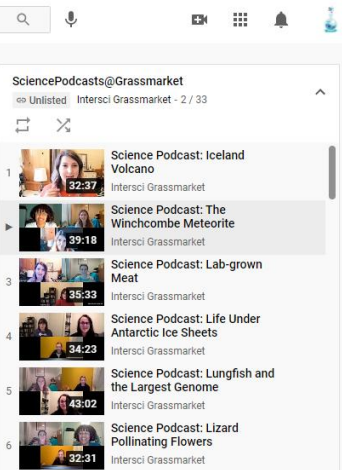 SciencePodcasts@Grassmarket
Unlisted Intersci Grassmarket - 2 / 33
1
32:37
Science Podcast: Iceland
Volcano
Intersci Grassmarket
39:18
Science Podcast: The
Winchcombe Meteorite
Intersci Grassmarket
3
35:33
Science Podcast: Lab-grown
Meat
Intersci Grassmarket
4
34:23
Science Podcast: Life Under
Antarctic Ice Sheets
Intersci Grassmarket
5
43:02
Science Podcast: Lungfish and
the Largest Genome
Intersci Grassmarket
6
32:31
Science Podcast: Lizard
Pollinating Flowers
Intersci Grassmarket